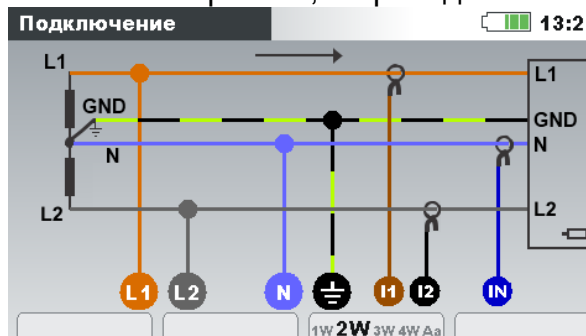 Подключение 13:2
L1 L1
GND GND
N N
L2 L2
L1 L2 N I1 I2 IN
1W 2W 3W 4W Aa